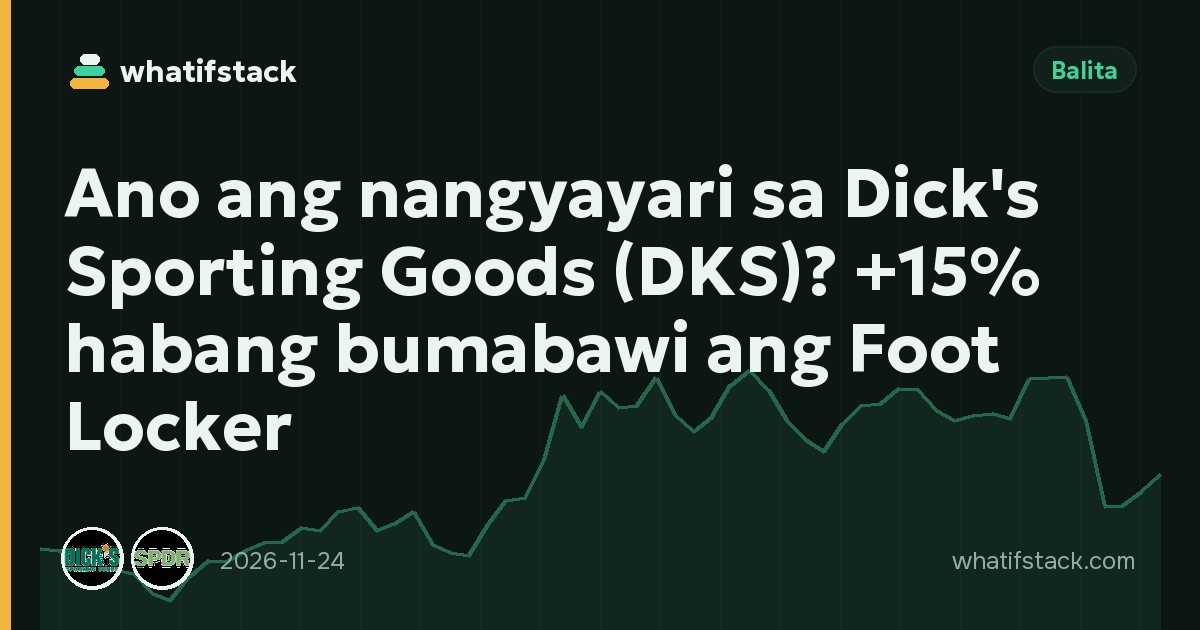 whatifstack
Balita
Ano ang nangyayari sa Dick's
Sporting Goods (DKS)? +15%
habang bumabawi ang Foot
Locker
DICK'S
SPDR
2026-11-24
whatifstack.com